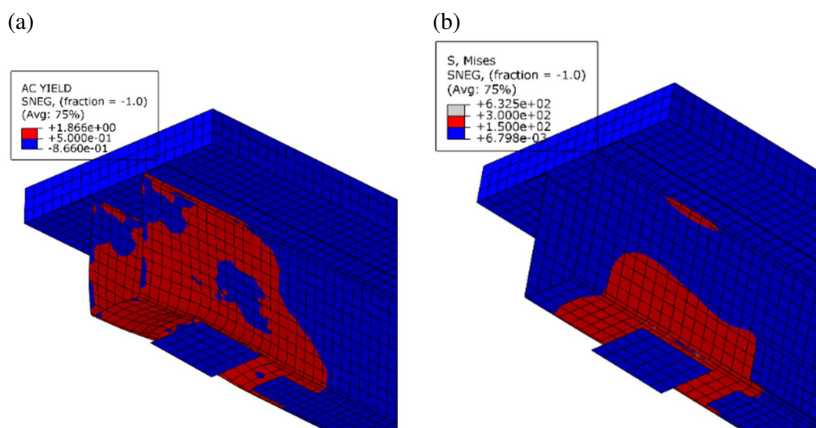 (a)
AC YIELD
SNEG, (fraction = -1.0)
(Avg: 75%)
+1.866e+00
+5.000e-01
-8.660e-01
(b)
S, Mises
SNEG, (fraction = -1.0)
(Avg: 75%)
+6.325e+02
+3.000e+02
+1.500e+02
+6.798e-03